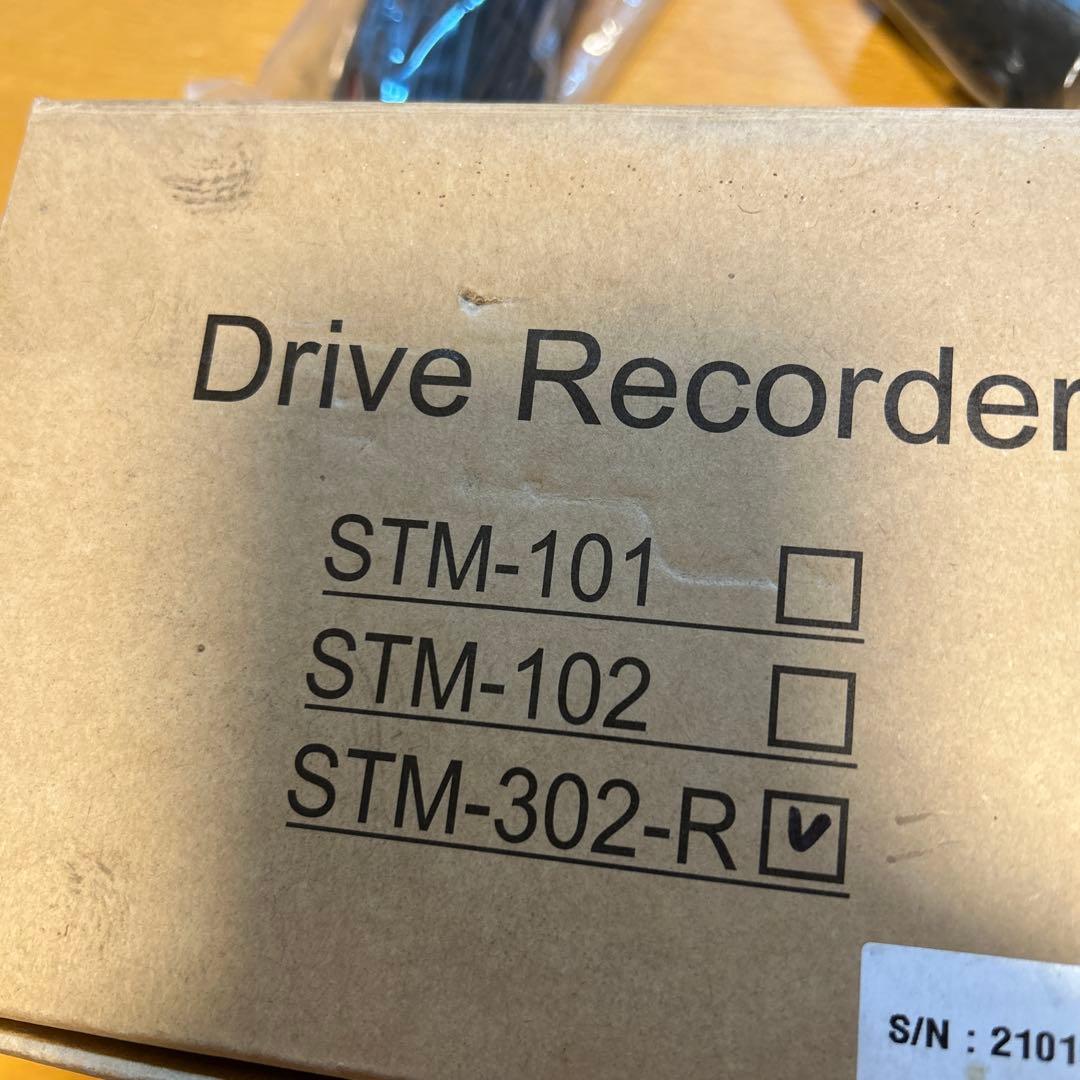 Drive Recorder
STM-101
STM-102
STM-302-R V
S/N : 2101